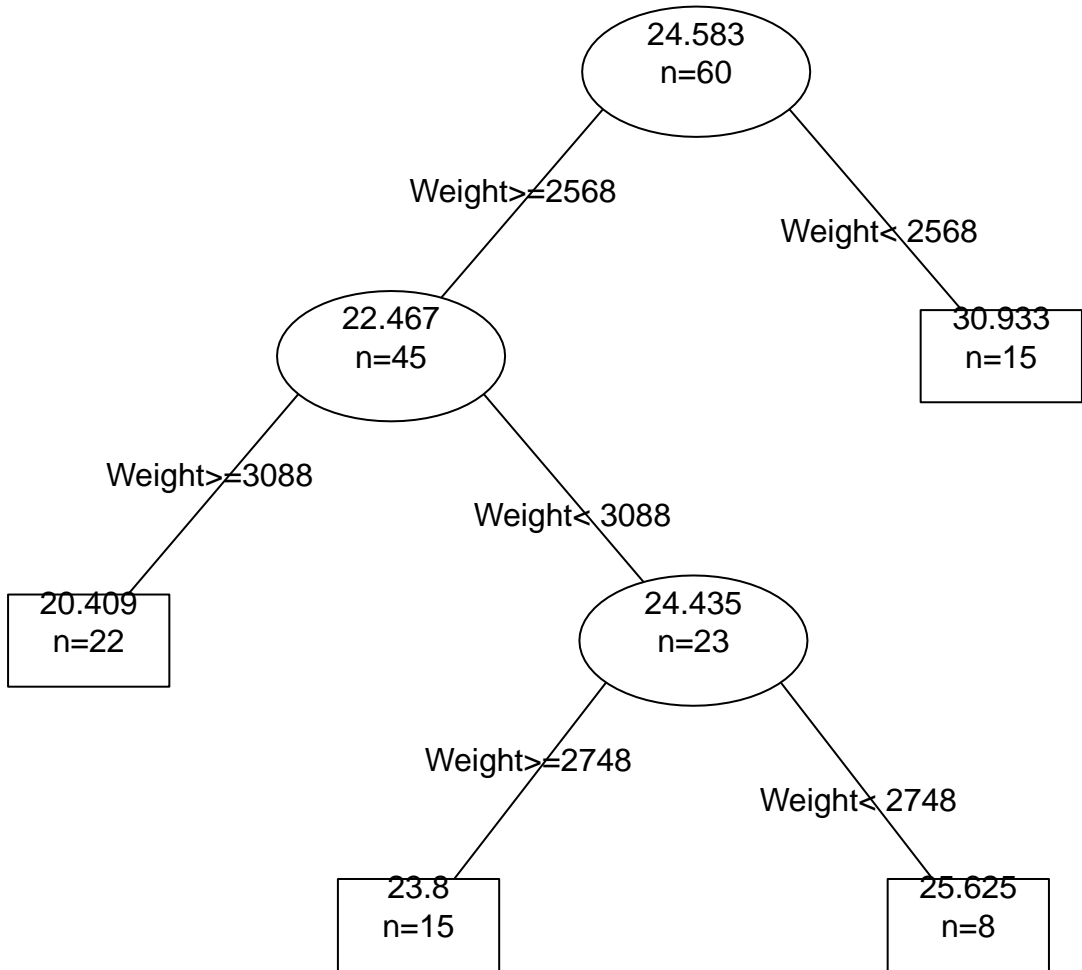 24.583
n=60
Weight>=2568
Weight< 2568
22.467
n=45
30.933
n=15
Weight>=3088
Weight< 3088
20.409
n=22
24.435
n=23
Weight>=2748
Weight< 2748
23.8
n=15
25.625
n=8